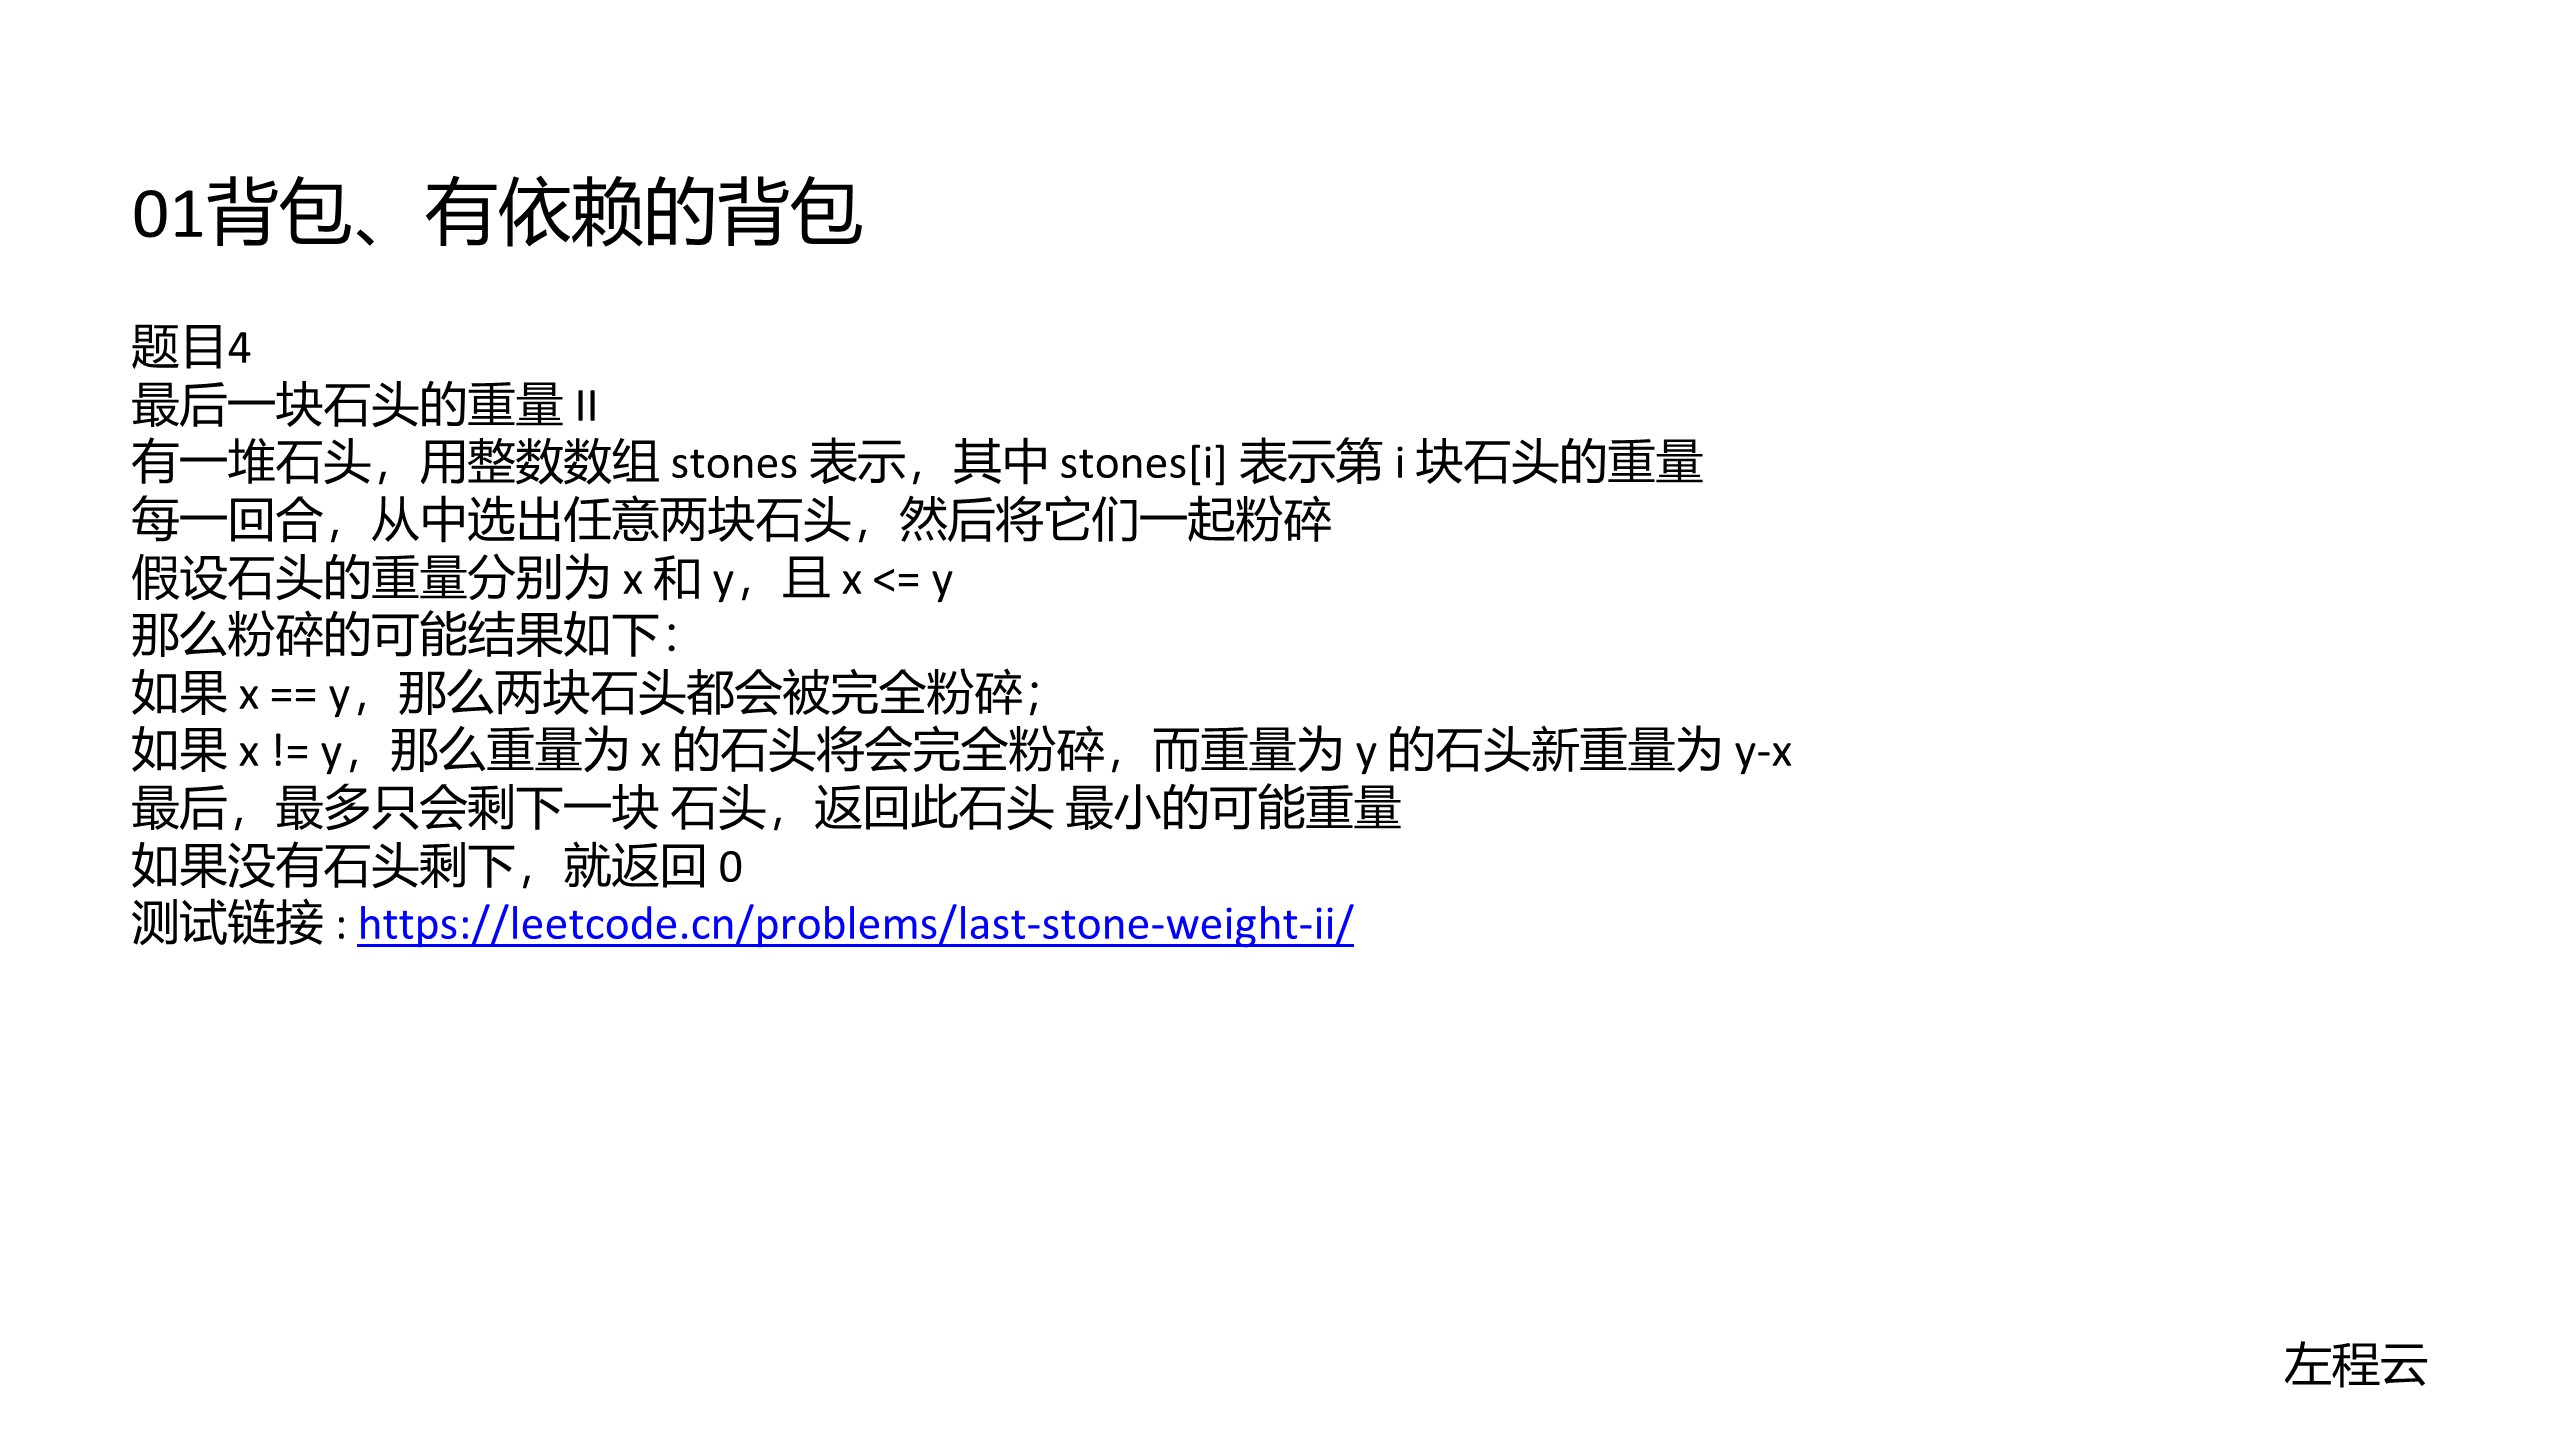 01背包、有依赖的背包
题目4
最后一块石头的重量 II
有一堆石头，用整数数组 stones 表示，其中 stones[i] 表示第 i 块石头的重量
每一回合，从中选出任意两块石头，然后将它们一起粉碎
假设石头的重量分别为 x 和 y，且 x <= y
那么粉碎的可能结果如下：
如果 x == y，那么两块石头都会被完全粉碎；
如果 x != y，那么重量为 x 的石头将会完全粉碎，而重量为 y 的石头新重量为 y-x
最后，最多只会剩下一块 石头，返回此石头 最小的可能重量
如果没有石头剩下，就返回 0
测试链接 : https://leetcode.cn/problems/last-stone-weight-ii/
左程云